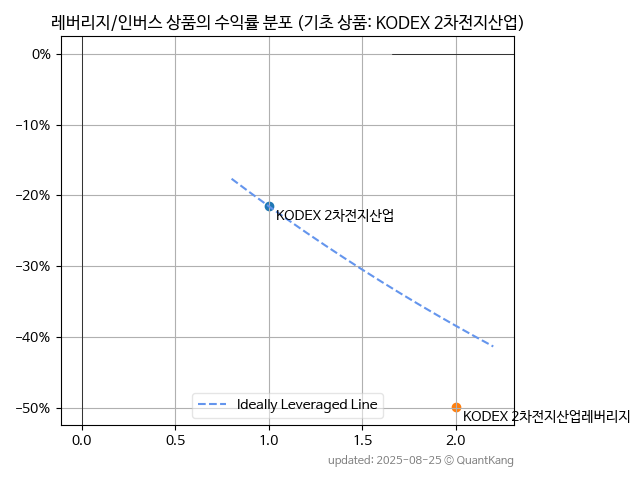 레버리지/인버스 상품의 수익률 분포 (기초 상품: KODEX 2차전지산업)
0%
-10%
-20%
KODEX 2차전지산업
-30%
-40%
-50%
Ideally Leveraged Line
KODEX 2차전지산업레버리지
0.0 0.5 1.0 1.5 2.0
updated: 2025-08-25 © QuantKang